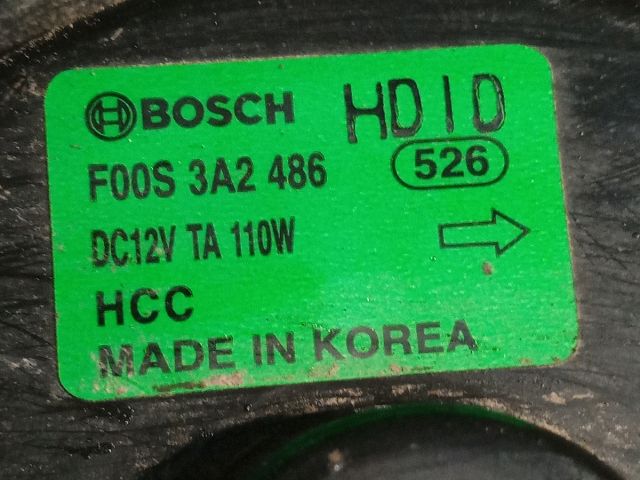 BOSCH HD10
F00S 3A2 486 526
DC12V TA 110W
HCC
MADE IN KOREA